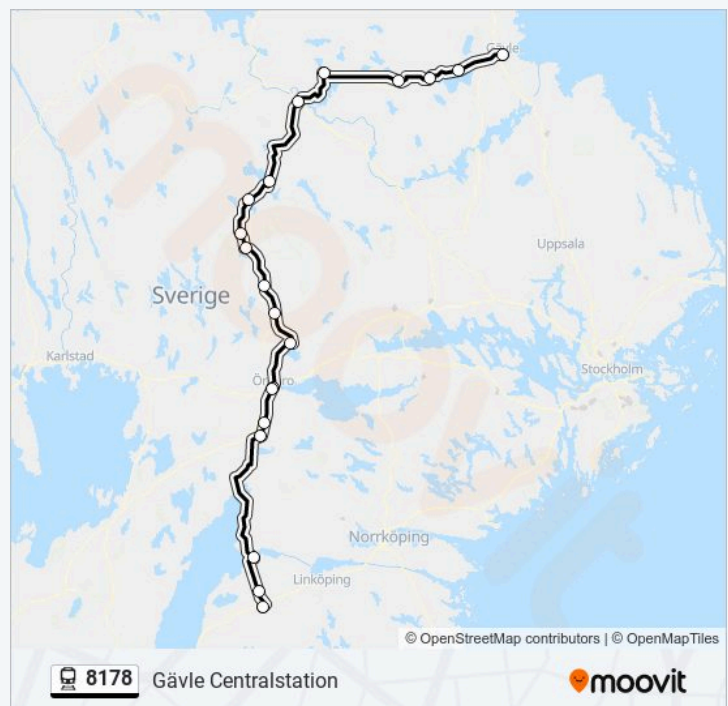 Gävle
Uppsala
Sverige
Karlstad
Stockholm
Örebro
Norrköping
Linköping
© OpenStreetMap contributors | © OpenMapTiles
8178 Gävle Centralstation
moovit